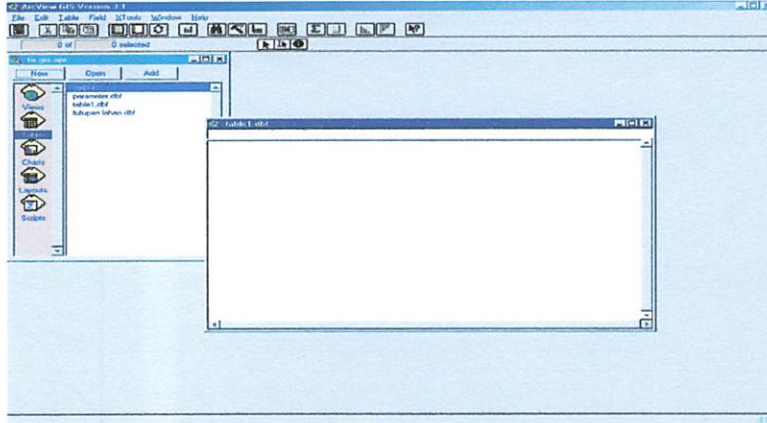 ArcView GIS Version 3.1
File Edit Table Field XTools Window Help
0 of 0 selected
New Open Add
Views
parameter.dbf
table1.dbf
tutupan lahan.dbf
Charts
Layouts
Scripts
table1.dbf